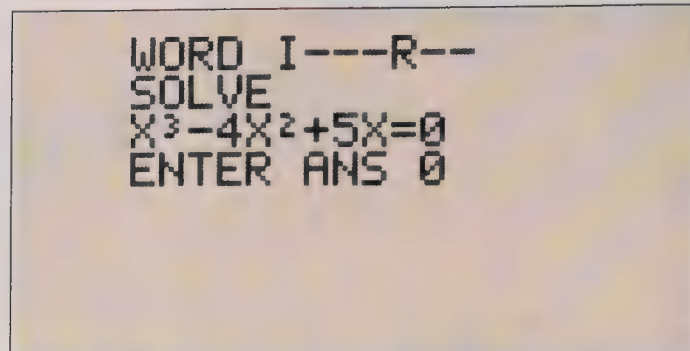 WORD I---R--
SOLVE
X³-4X²+5X=0
ENTER ANS 0